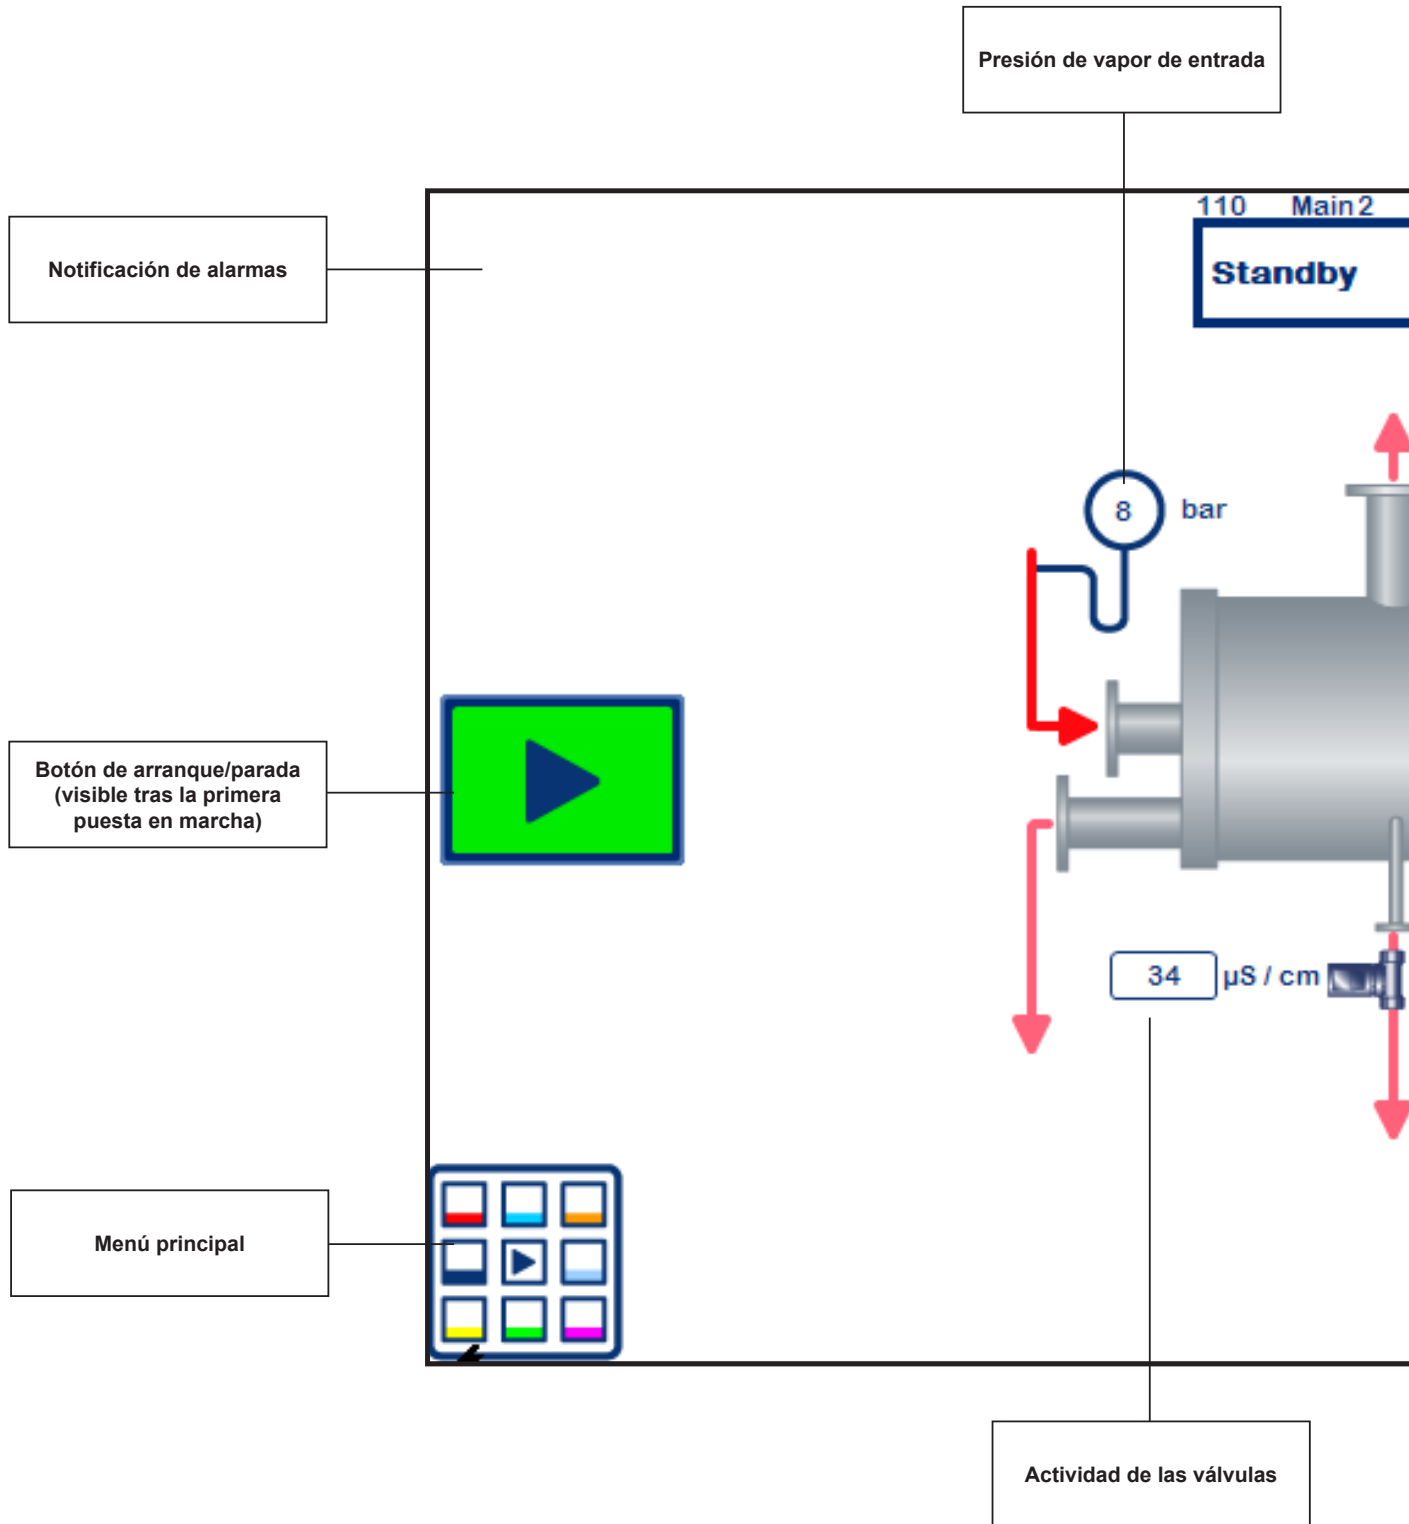 Presión de vapor de entrada
110 Main 2
Notificación de alarmas
Standby
8 bar
Botón de arranque/parada
(visible tras la primera
puesta en marcha)
34 µS / cm
Menú principal
Actividad de las válvulas